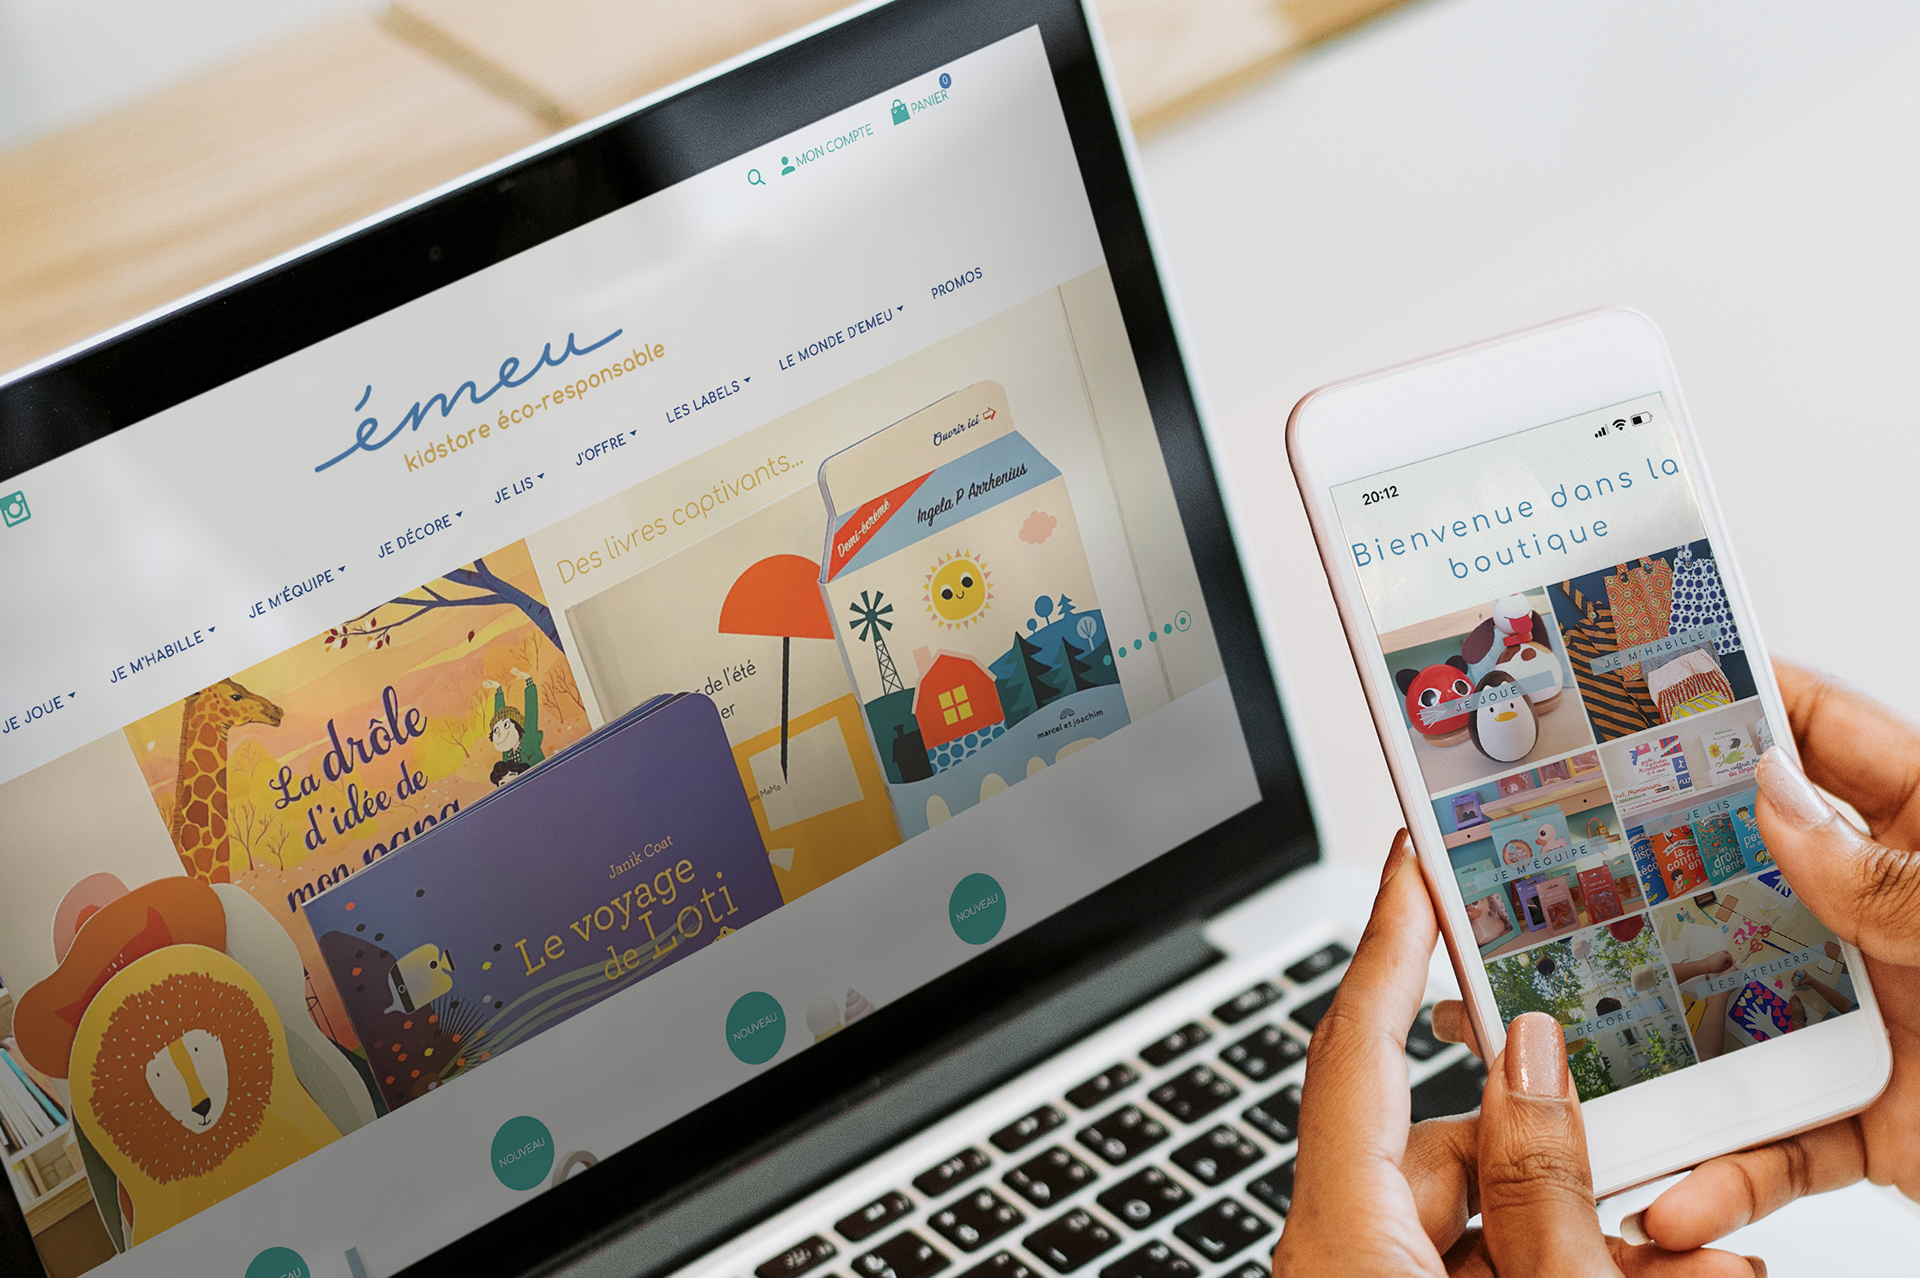 0
MON COMPTE
PANIER
émeu
kidstore éco-responsable
JE JOUE
JE M'HABILLE
JE M'ÉQUIPE
JE DÉCORE
JE LIS
J'OFFRE
LES LABELS
LE MONDE D'EMEU
PROMOS
Des livres captivants...
La drôle
d'idée de
mon papa
Janik Coat
Le voyage
de LOti
de l'été
MeMo
Ouvrir ici
Demi-écrémé
Ingela P Arrhenius
marcel et joachim
NOUVEAU
NOUVEAU
NOUVEAU
20:12
Bienvenue dans la
boutique
JE JOUE
JE M'HABILLE
JE M'ÉQUIPE
JE LIS
DÉCORE
LES ATELIERS